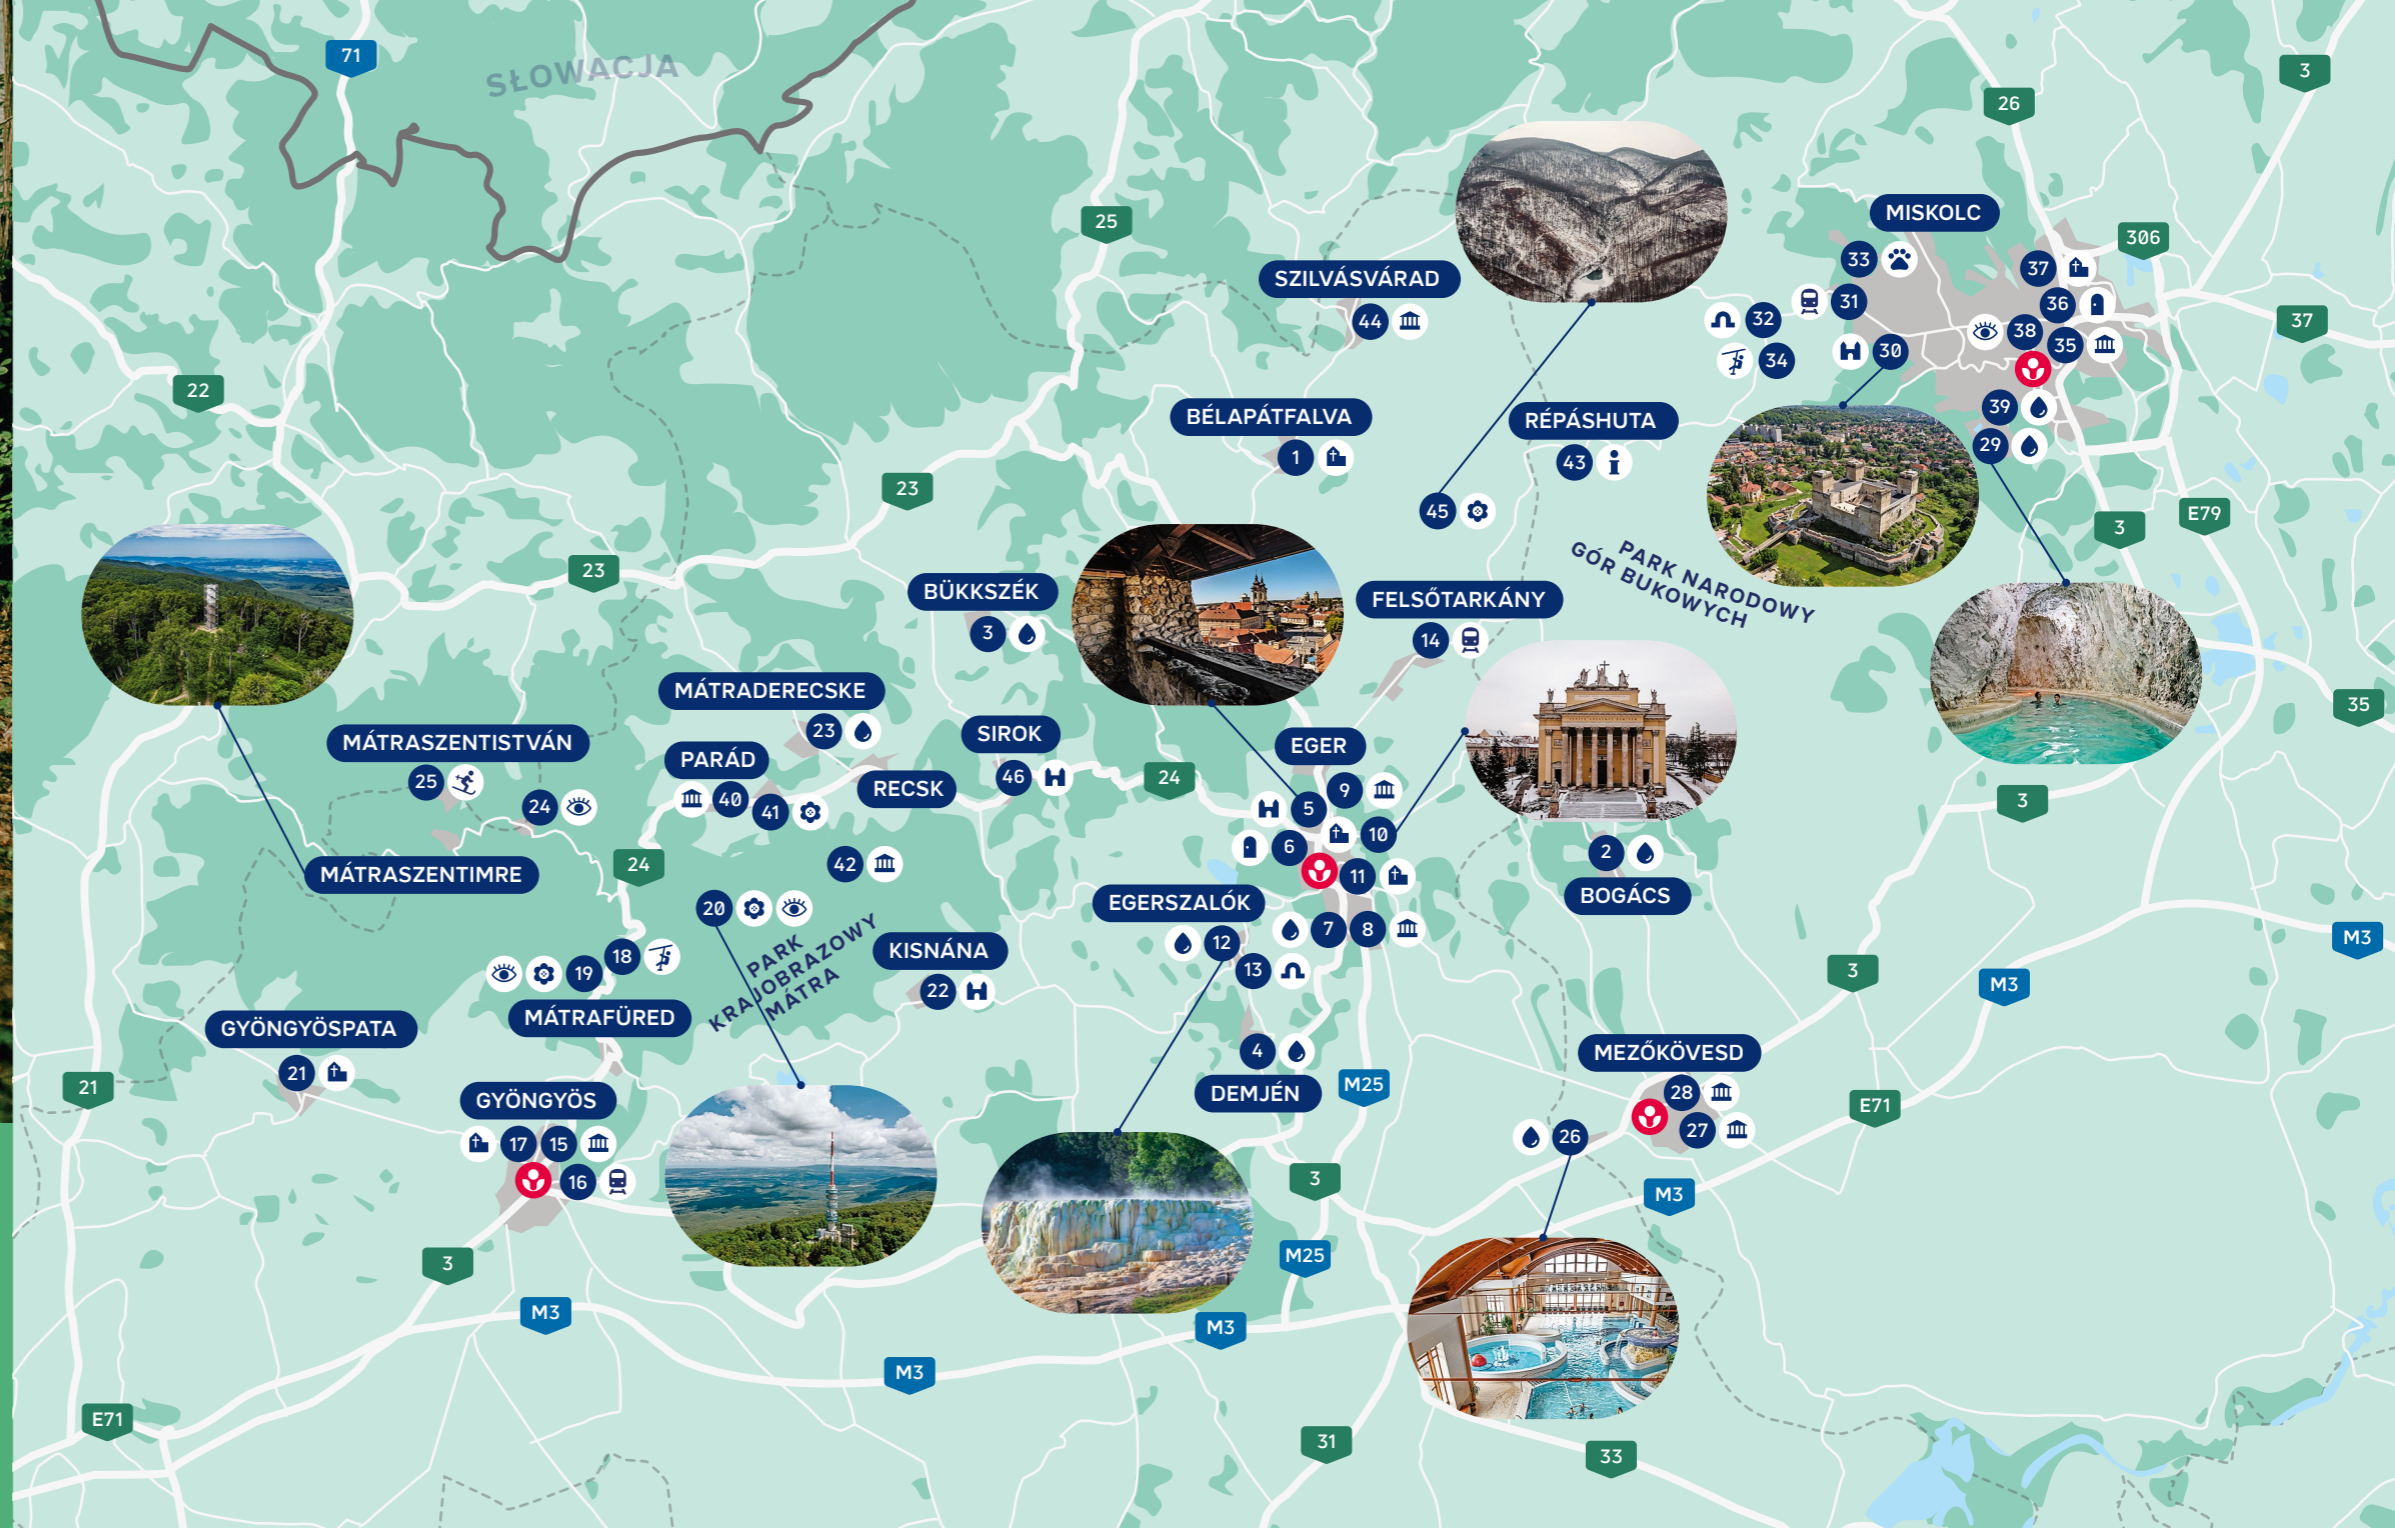 71
SŁOWACJA
3
26
25
MISKOLC
306
33
37
SZILVÁSVÁRAD
31
36
44
32
38
35
37
34
30
22
BÉLAPÁTFALVA
RÉPÁSHUTA
39
1
43
29
23
45
3
E79
PARK NARODOWY
GÓR BUKOWYCH
23
BÜKKSZÉK
FELSŐTARKÁNY
3
14
MÁTRADERECSKE
35
23
MÁTRASZENTISTVÁN
SIROK
EGER
PARÁD
25
46
24
RECSK
9
24
40
41
5
3
10
6
24
42
2
MÁTRASZENTIMRE
11
BOGÁCS
20
EGERSZALÓK
7
8
12
M3
PARK
KRAJOBRAZOWY
MÁTRA
KISNÁNA
18
19
13
3
22
M3
MÁTRAFÜRED
GYÖNGYÖSPATA
4
MEZŐKÖVESD
21
21
DEMJÉN
M25
28
GYÖNGYÖS
E71
27
17
15
26
16
3
M3
3
M25
M3
M3
M3
E71
31
33